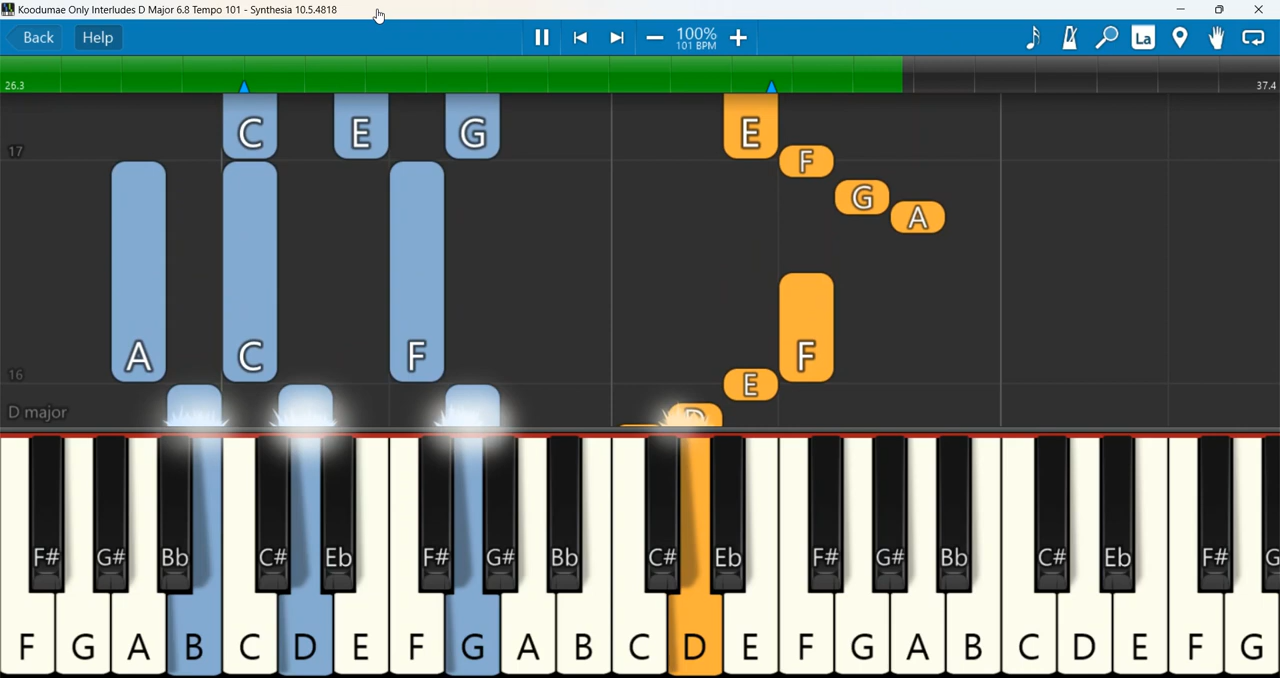 Koodumae Only Interludes D Major 6.8 Tempo 101 - Synthesia 10.5.4818
Back Help 100% La
101 BPM
26.3 37.4
C E G E
17 F
G
A
A C F F
16 E
D major D
F# G# Bb C# Eb F# G# Bb C# Eb F# G# Bb C# Eb F# G
F G A B C D E F G A B C D E F G A B C D E F G